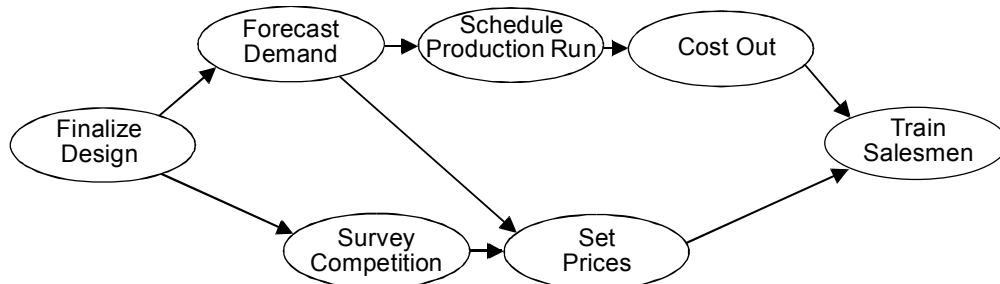 Forecast
Demand
Schedule
Production Run
Cost Out
Finalize
Design
Train
Salesmen
Survey
Competition
Set
Prices